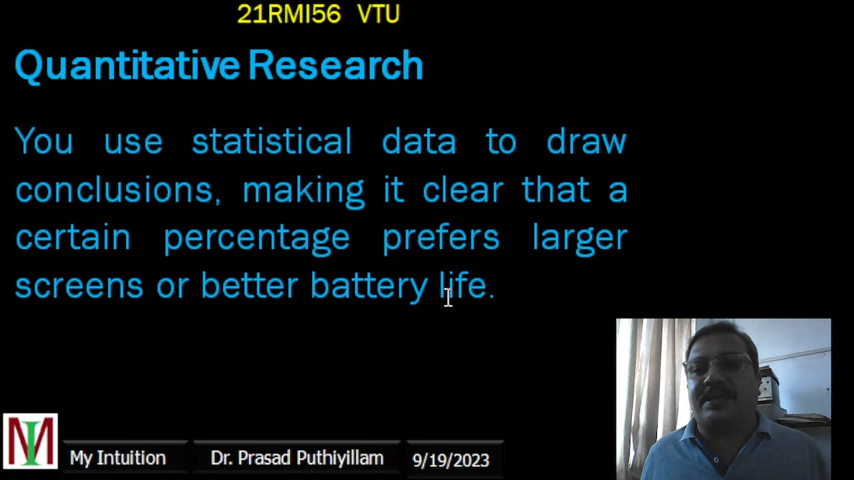 21RMI56 VTU
Quantitative Research
You use statistical data to draw
conclusions, making it clear that a
certain percentage prefers larger
screens or better battery life.
MI
My Intuition
Dr. Prasad Puthiyillam
9/19/2023